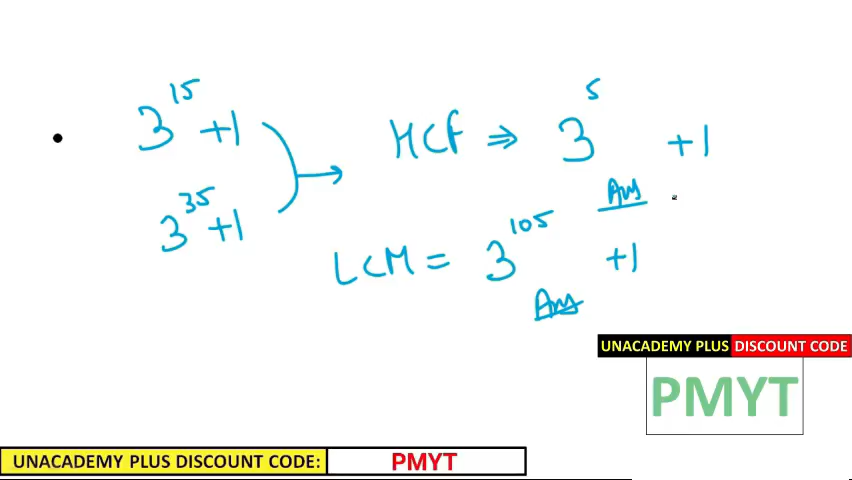 3^15 +1
HCF ⇒ 3^5 +1
Ans
3^35 +1
LCM = 3^105 +1
Ans
UNACADEMY PLUS DISCOUNT CODE
PMYT
UNACADEMY PLUS DISCOUNT CODE: PMYT